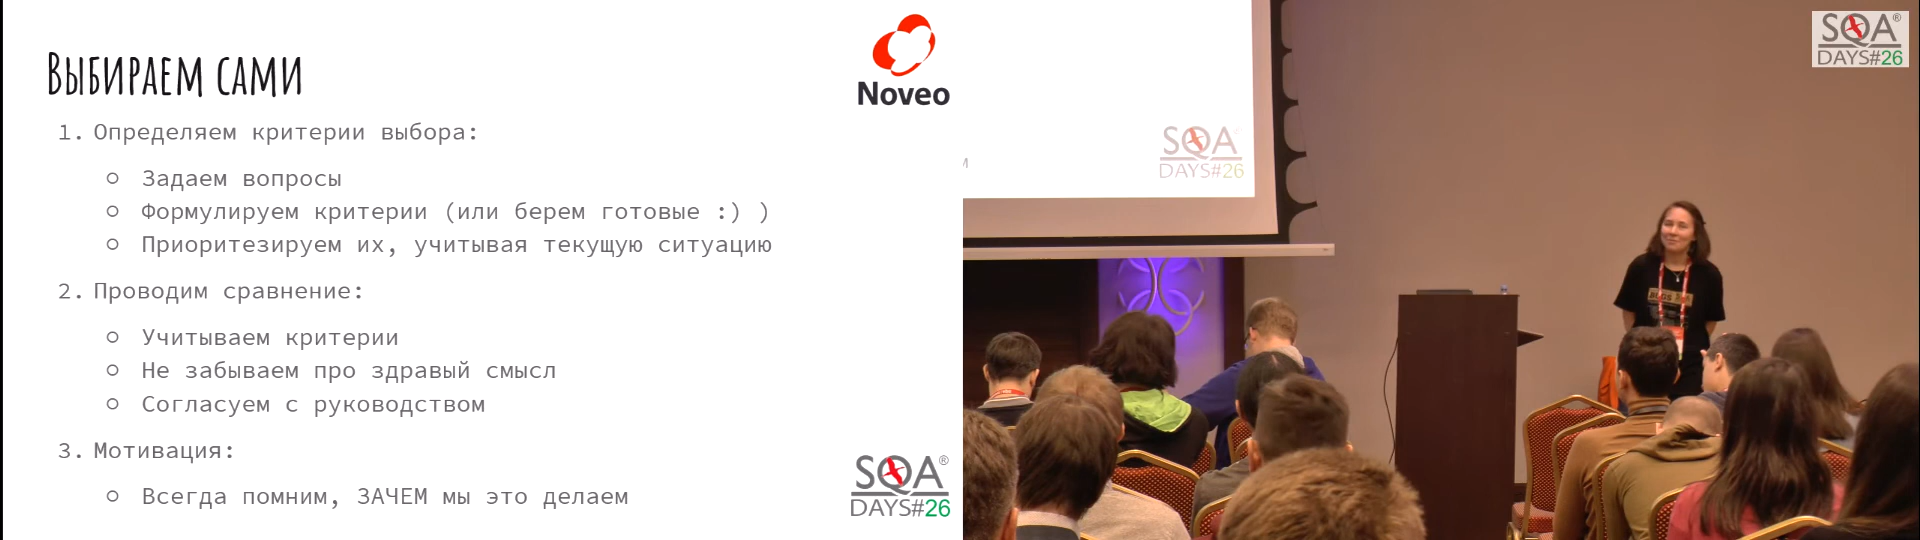 Выбираем сами
Noveo
1. Определяем критерии выбора:
Задаем вопросы
Формулируем критерии (или берем готовые :) )
Приоритезируем их, учитывая текущую ситуацию
2. Проводим сравнение:
Учитываем критерии
Не забываем про здравый смысл
Согласуем с руководством
3. Мотивация:
Всегда помним, ЗАЧЕМ мы это делаем
SQA®
DAYS#26
SQA
DAYS#26
SQA®
DAYS#26